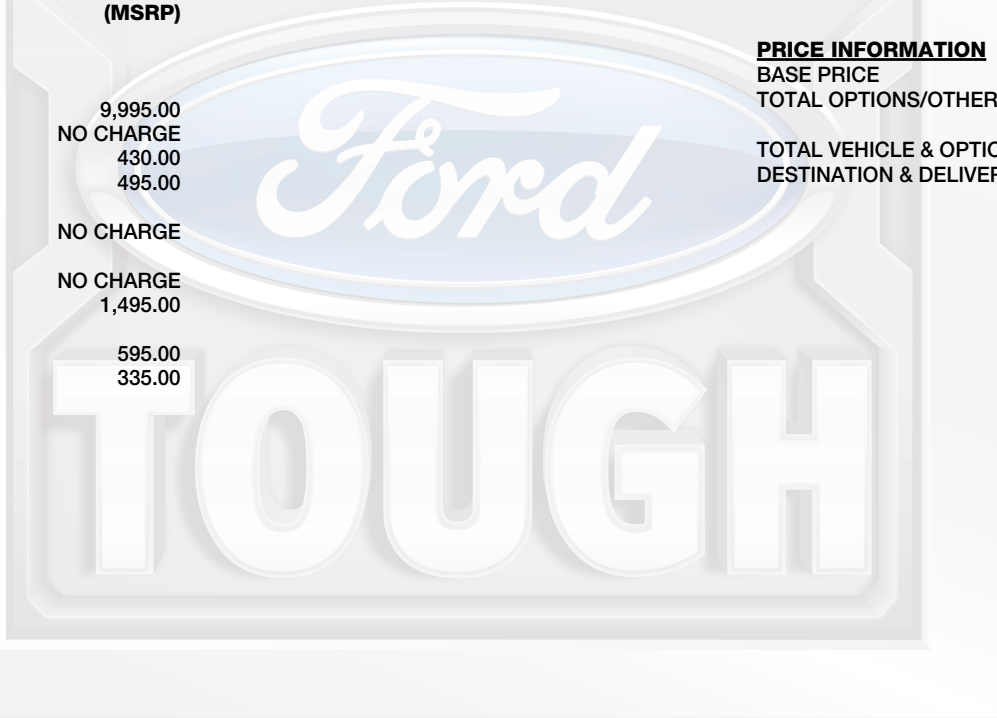 (MSRP)
9,995.00
NO CHARGE
430.00
495.00
NO CHARGE
NO CHARGE
1,495.00
595.00
335.00
PRICE INFORMATION
BASE PRICE
TOTAL OPTIONS/OTHER
TOTAL VEHICLE & OPTIO
DESTINATION & DELIVER
Ford
TOUGH